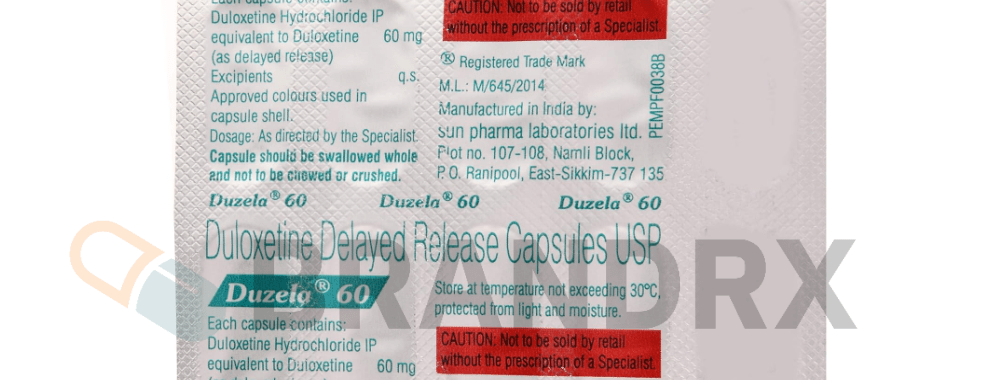 Each capsule contains:
Duloxetine Hydrochloride IP
equivalent to Duloxetine 60 mg
(as delayed release)
Excipients q.s.
Approved colours used in
capsule shell.
Dosage: As directed by the Specialist.
Capsule should be swallowed whole
and not to be chewed or crushed.
CAUTION: Not to be sold by retail
without the prescription of a Specialist.
® Registered Trade Mark
M.L.: M/645/2014
Manufactured in India by:
sun pharma laboratories ltd.
Plot no. 107-108, Namli Block,
P.O. Ranipool, East-Sikkim-737 135
PEMPF0038B
Duzela® 60 Duzela® 60 Duzela® 60
Duloxetine Delayed Release Capsules USP
Duzela® 60
Each capsule contains:
Duloxetine Hydrochloride IP
equivalent to Duloxetine 60 mg
Store at temperature not exceeding 30°C,
protected from light and moisture.
CAUTION: Not to be sold by retail
without the prescription of a Specialist.
BRANDRX